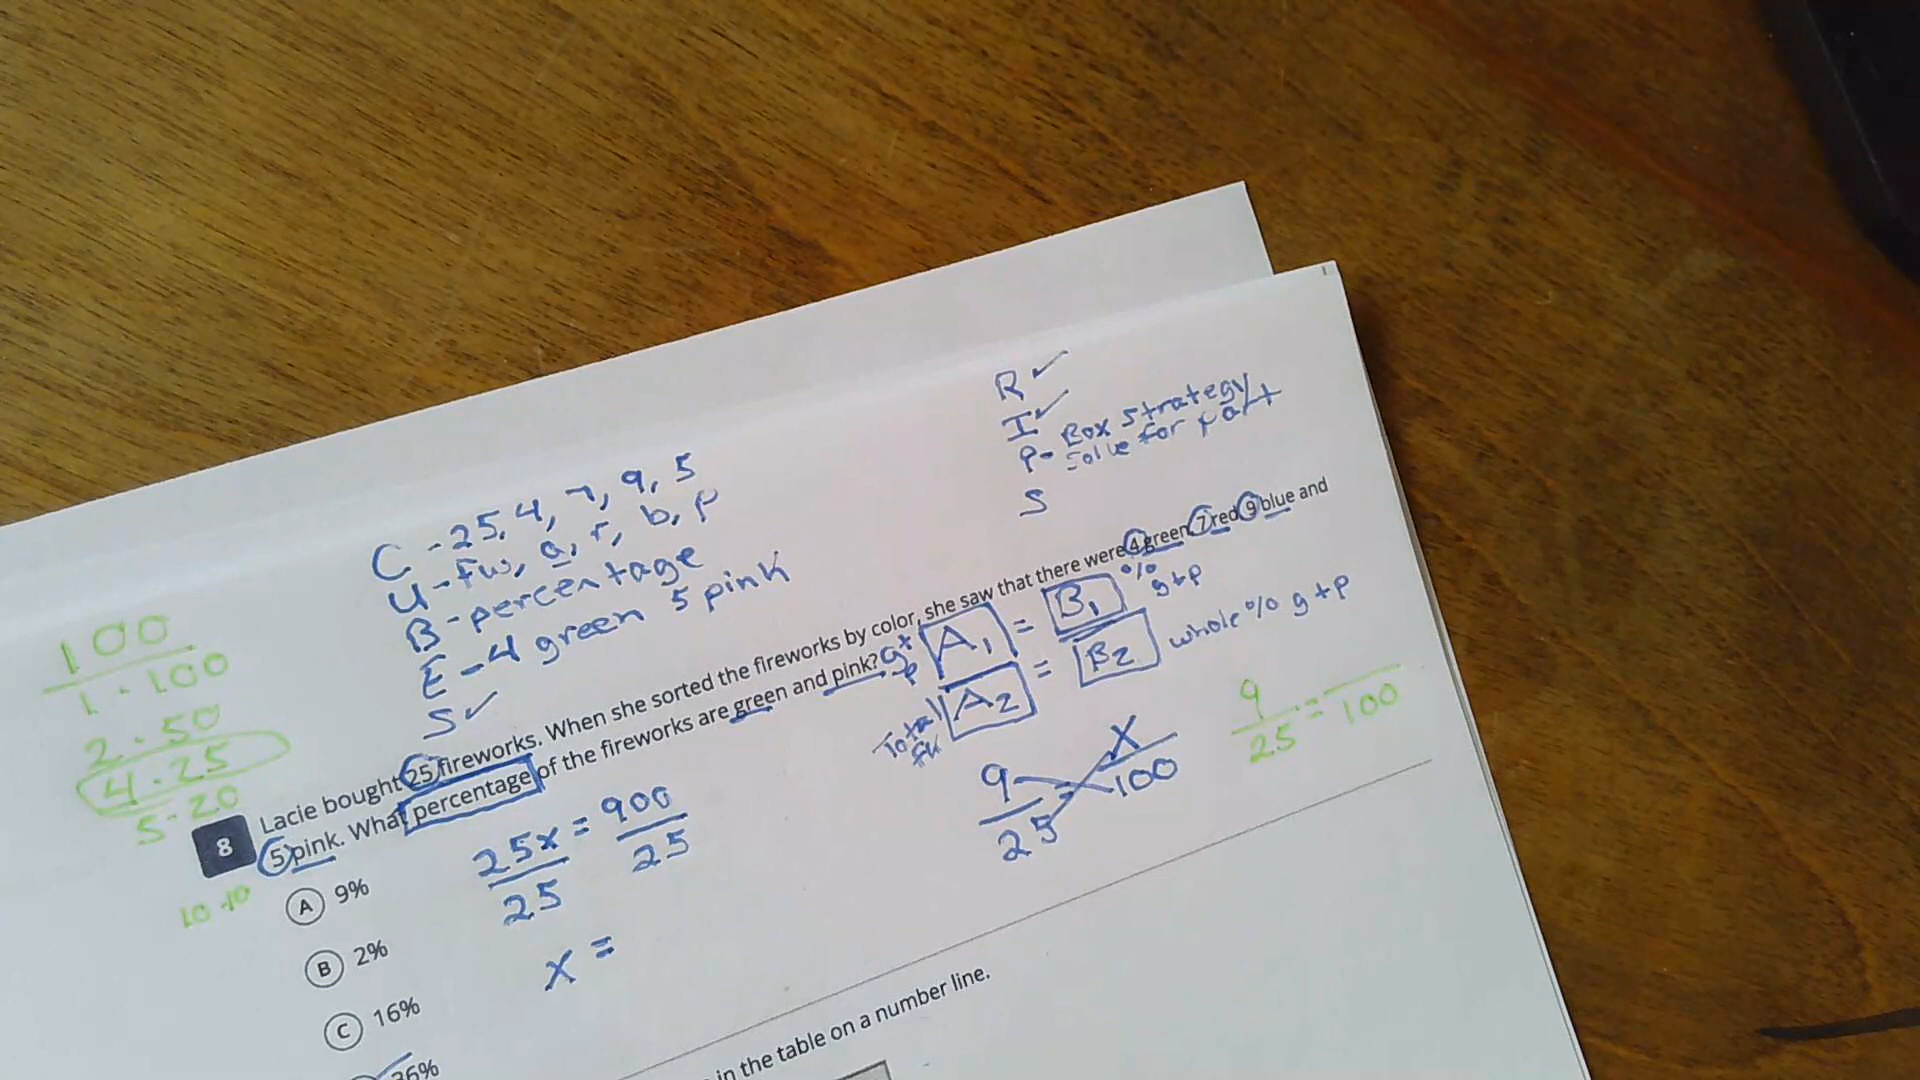 R ✓
I ✓
P- Box Strategy
Solve for part
S
C - 25, 4, 7, 9, 5
U - fw, g, r, b, p
B - percentage
E - 4 green 5 pink
S ✓
100
1 · 100
2 · 50
4 · 25
5 · 20
10 · 10
8 Lacie bought 25 fireworks. When she sorted the fireworks by color, she saw that there were 4 green 7 red 9 blue and
5 pink. What percentage of the fireworks are green and pink?
g+p A1 = B1 % g+p
Total fw A2 = B2 whole % g+p
9/25 = x/100
9/25 = /100
25x/25 = 900/25
x =
A 9%
B 2%
C 16%
36%
in the table on a number line.